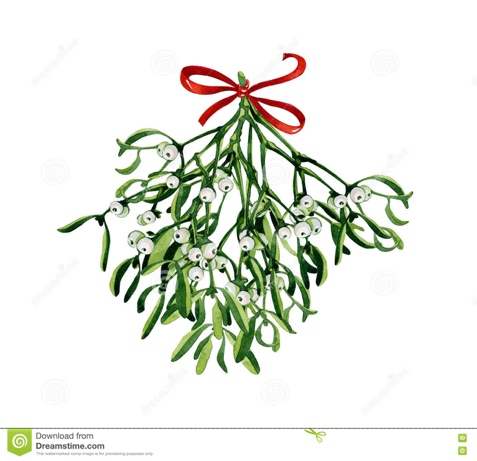 Download from
Dreamstime.com
This watermarked comp image is for previewing purposes only.